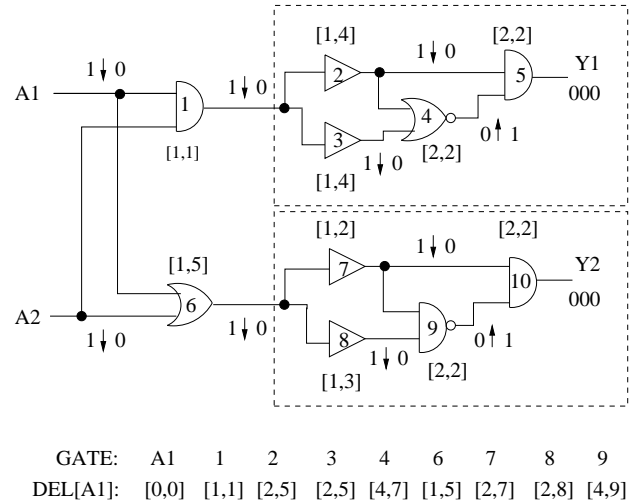 [1,4] [2,2]
1 0 1 0 Y1
A1 1 1 0 2 5
000
4
3 0 1
[1,1] 1 0 [2,2]
[1,4]
[1,2] [2,2]
[1,5] 1 0 Y2
7 10
6 000
A2 9
1 0 8 0 1
1 0 1 0 [2,2]
[1,3]
GATE: A1 1 2 3 4 6 7 8 9
DEL[A1]: [0,0] [1,1] [2,5] [2,5] [4,7] [1,5] [2,7] [2,8] [4,9]